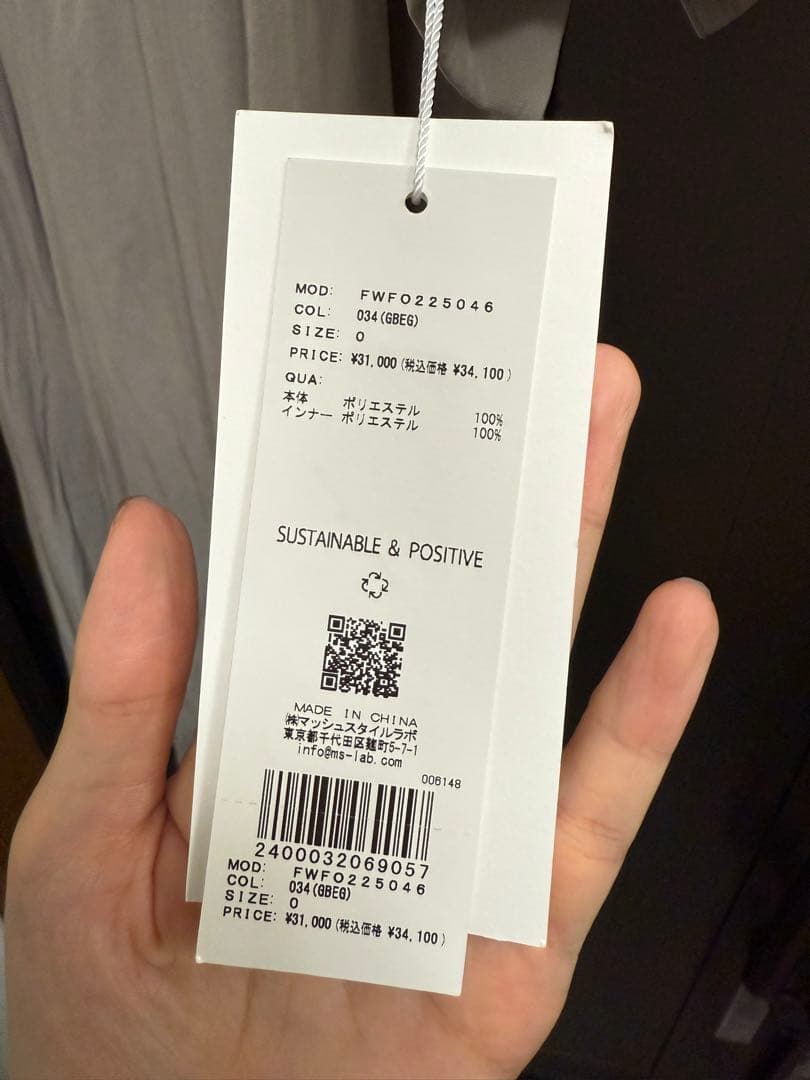 MOD: FWFO225046
COL: 034(GBEG)
SIZE: 0
PRICE: ¥31,000(税込価格 ¥34,100)
QUA:
本体 ポリエステル 100%
インナー ポリエステル 100%
SUSTAINABLE & POSITIVE
MADE IN CHINA
㈱マッシュスタイルラボ
東京都千代田区麹町5-7-1
info@ms-lab.com
006148
2400032069057
MOD: FWFO225046
COL: 034(GBEG)
SIZE: 0
PRICE: ¥31,000(税込価格 ¥34,100)